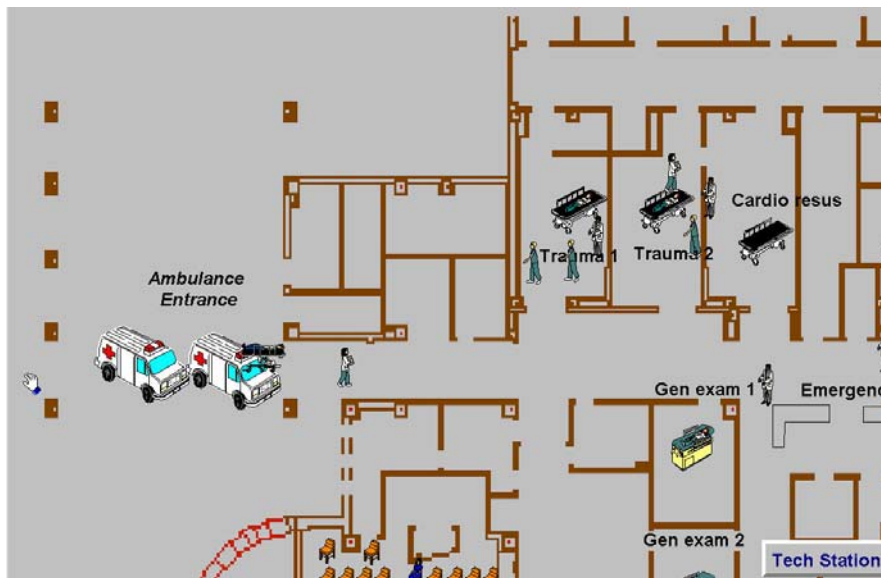 Cardio resus
Trauma 1
Trauma 2
Ambulance
Entrance
Gen exam 1
Emergenc
Gen exam 2
Tech Station